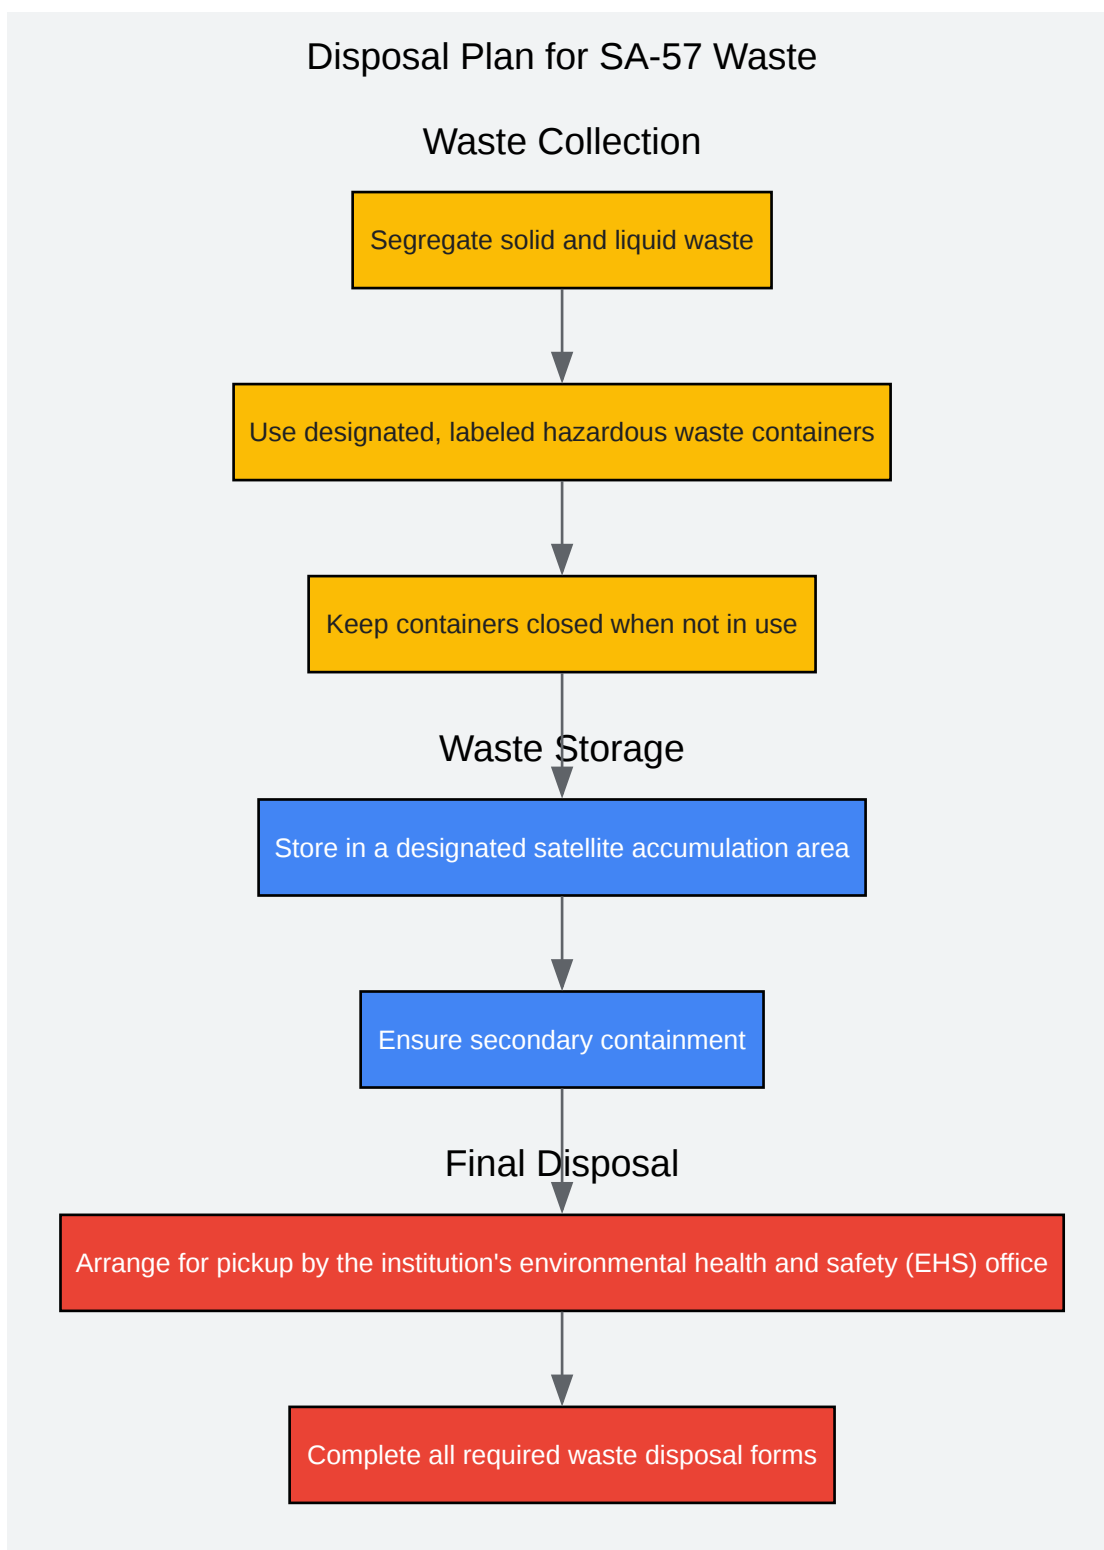 Disposal Plan for SA-57 Waste
Waste Collection
Segregate solid and liquid waste
Use designated, labeled hazardous waste containers
Keep containers closed when not in use
Waste Storage
Store in a designated satellite accumulation area
Ensure secondary containment
Final Disposal
Arrange for pickup by the institution's environmental health and safety (EHS) office
Complete all required waste disposal forms